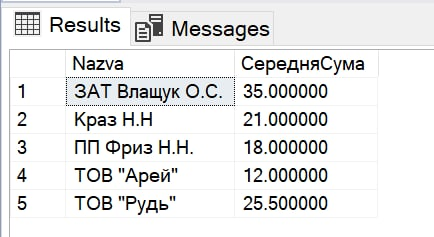 Results Messages
Nazva СередняСума
1 ЗАТ Влащук О.С. 35.000000
2 Краз Н.Н 21.000000
3 ПП Фриз Н.Н. 18.000000
4 ТОВ "Арей" 12.000000
5 ТОВ "Рудь" 25.500000